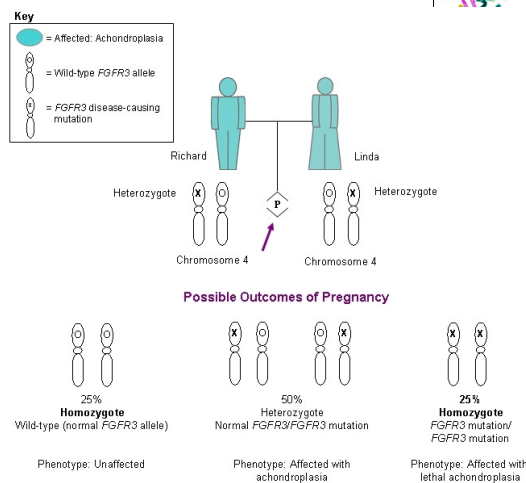 Key
= Affected: Achondroplasia
= Wild-type FGFR3 allele
= FGFR3 disease-causing
mutation
Richard
Linda
Heterozygote
X O
P
O X
Heterozygote
Chromosome 4
Chromosome 4
Possible Outcomes of Pregnancy
O O
X O
O X
X X
25%
Homozygote
Wild-type (normal FGFR3 allele)
Phenotype: Unaffected
50%
Heterozygote
Normal FGFR3/FGFR3 mutation
Phenotype: Affected with
achondroplasia
25%
Homozygote
FGFR3 mutation/
FGFR3 mutation
Phenotype: Affected with
lethal achondroplasia